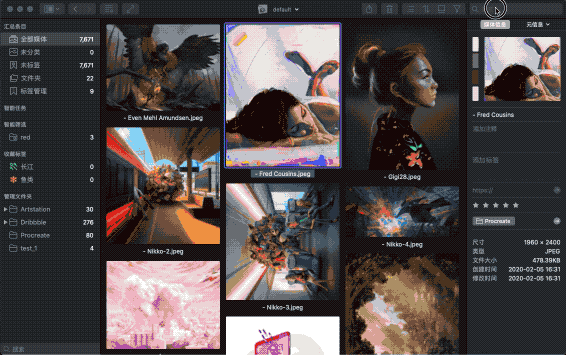 default
汇总条目
全部媒体 7,671
未分类 0
未标签 7,671
文件夹 22
标签管理 9
智能任务
智能筛选
red 3
收藏标签
长江 0
鱼类 0
管理文件夹
Artstation 30
Dribbble 276
Procreate 80
test_1 4
搜索
- Even Mehl Amundsen.jpeg
- Fred Cousins.jpeg
- Gigi28.jpeg
- Nikko-2.jpeg
- Nikko-3.jpeg
- Nikko-4.jpeg
媒体信息 元信息
- Fred Cousins
添加注释
添加标签
https://
Procreate
尺寸 1960 × 2400
类型 JPEG
文件大小 478.39KB
创建时间 2020-02-05 16:31
修改时间 2020-02-05 16:31